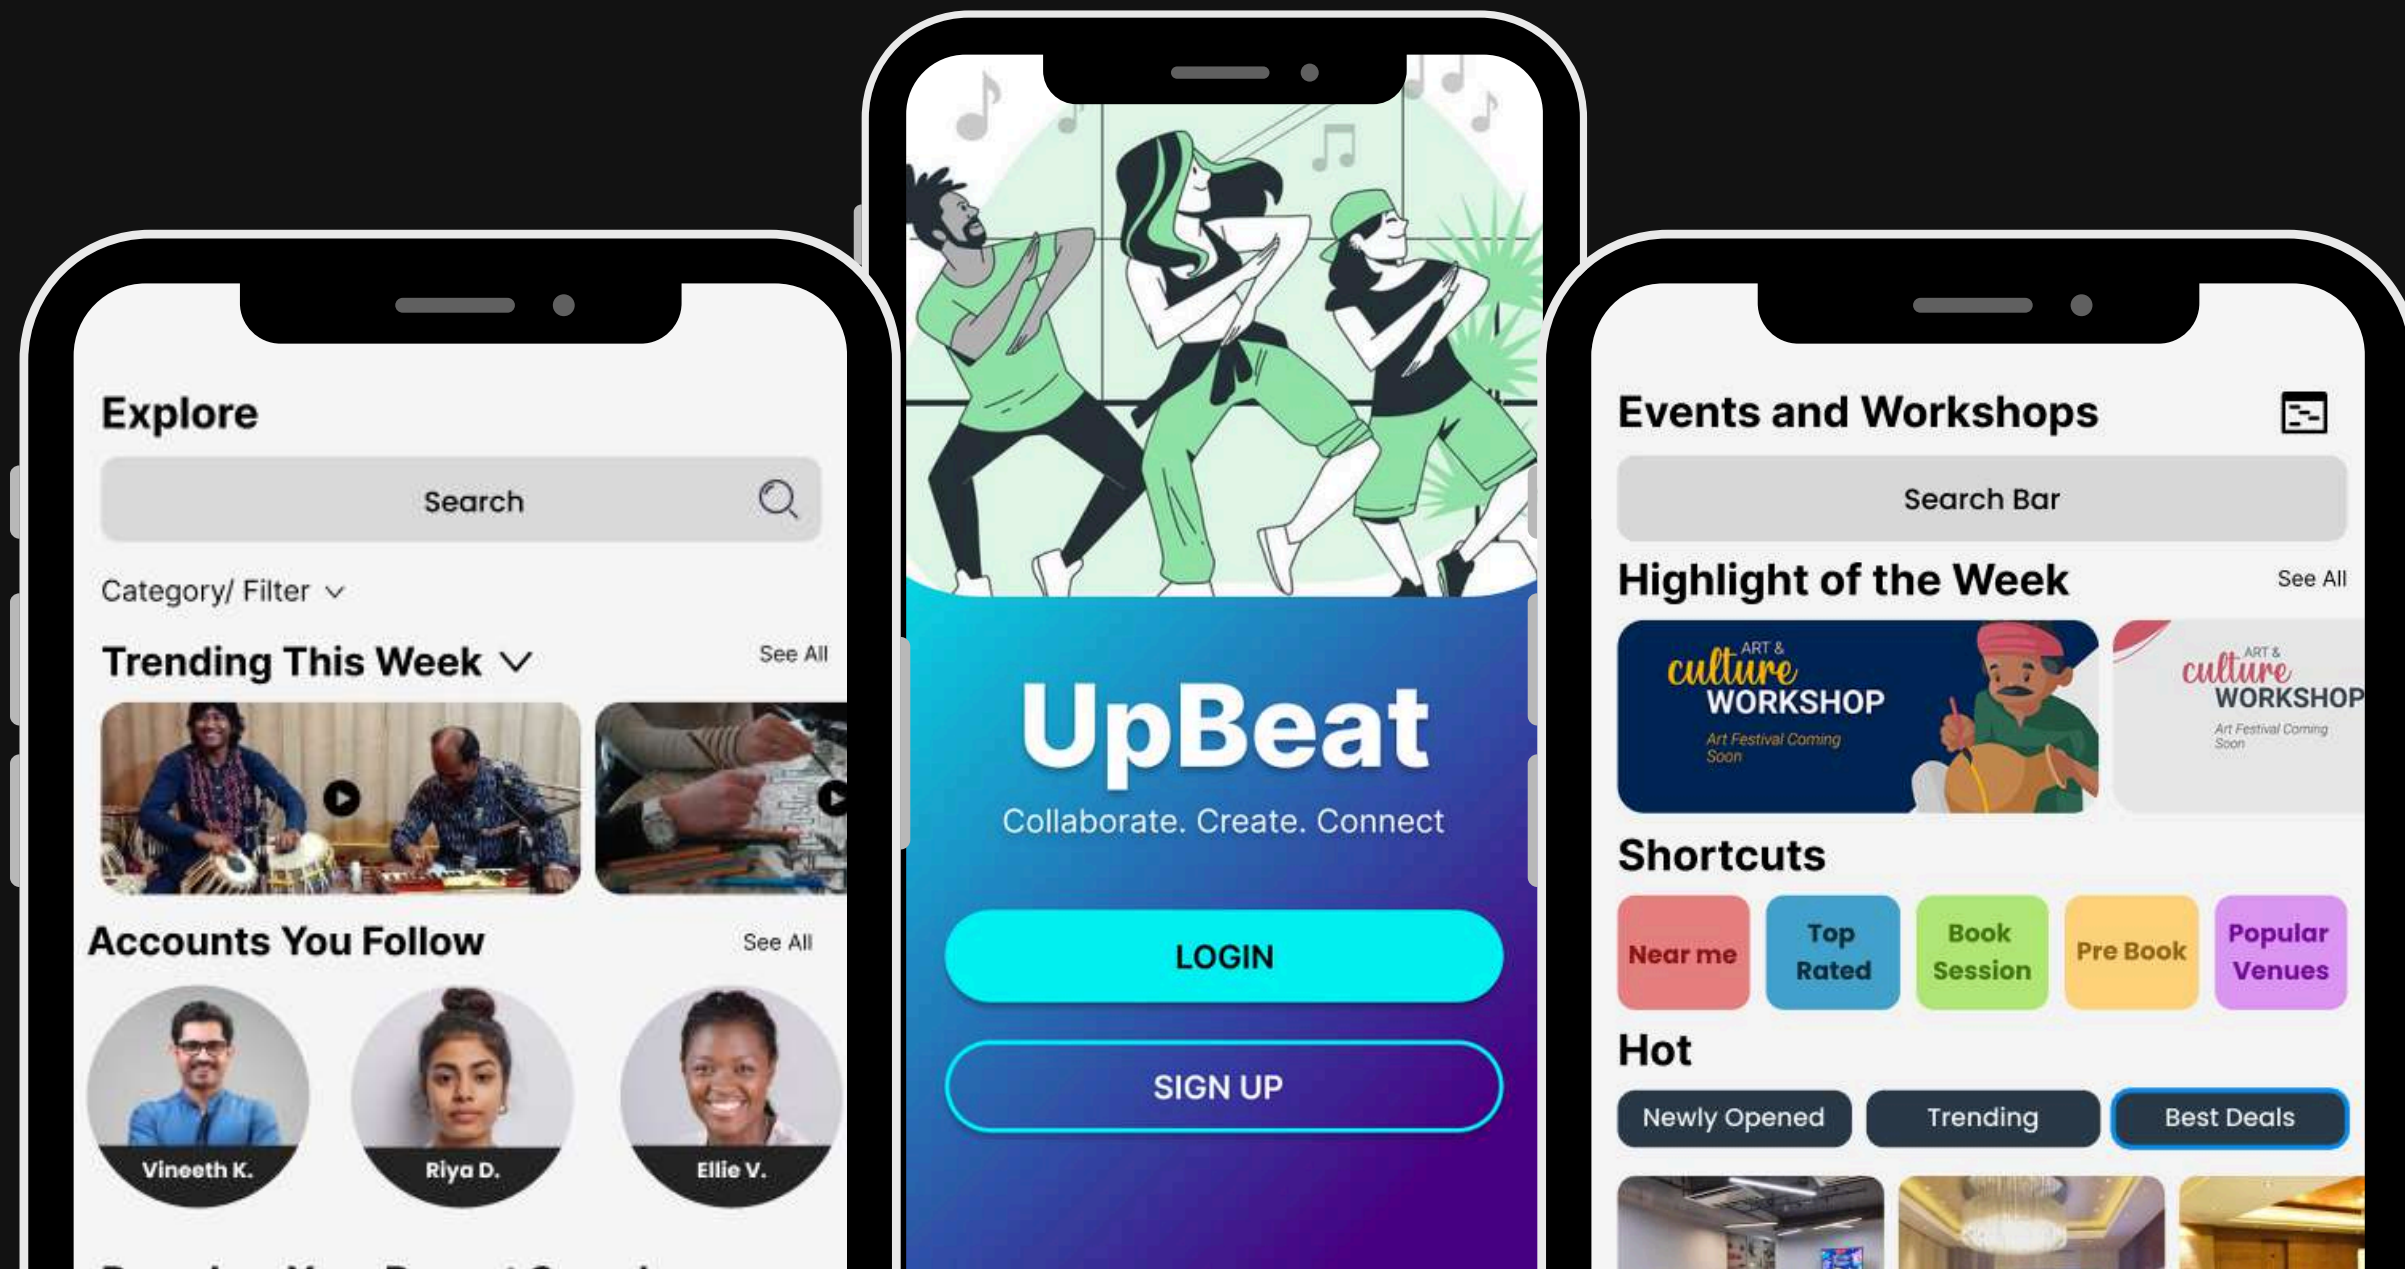 Explore
Search
Category/ Filter
Trending This Week
See All
Accounts You Follow
See All
Vineeth K.
Riya D.
Ellie V.
UpBeat
Collaborate. Create. Connect
LOGIN
SIGN UP
Events and Workshops
Search Bar
Highlight of the Week
See All
ART &
culture
WORKSHOP
Art Festival Coming
Soon
ART &
culture
WORKSHOP
Art Festival Coming
Soon
Shortcuts
Near me
Top
Rated
Book
Session
Pre Book
Popular
Venues
Hot
Newly Opened
Trending
Best Deals